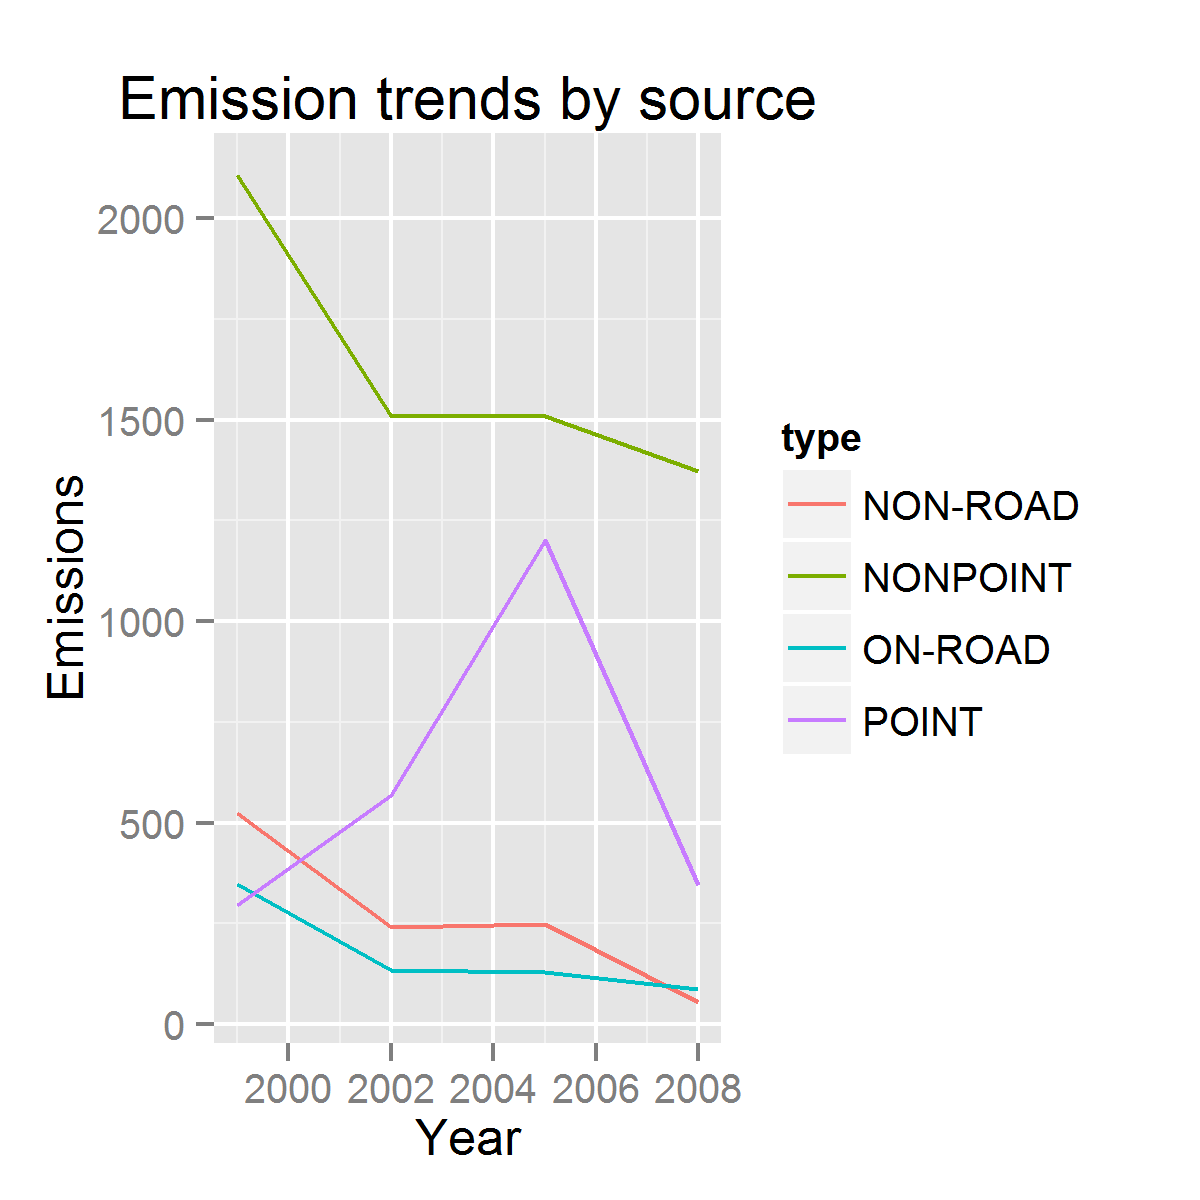 Emission trends by source
Emissions
2000
1500
1000
500
0
2000 2002 2004 2006 2008
Year
type
NON-ROAD
NONPOINT
ON-ROAD
POINT